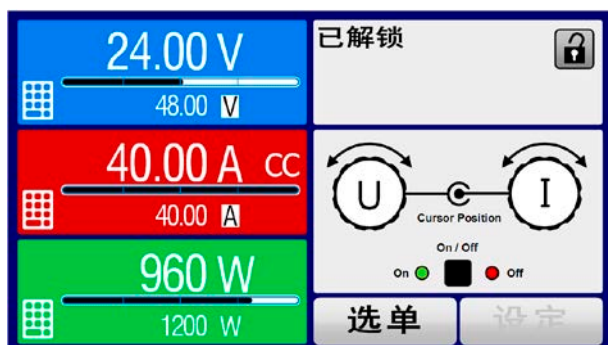 24.00 V
48.00 V
40.00 A CC
40.00 A
960 W
1200 W
已解锁
U
I
Cursor Position
On / Off
On
Off
选单
设定